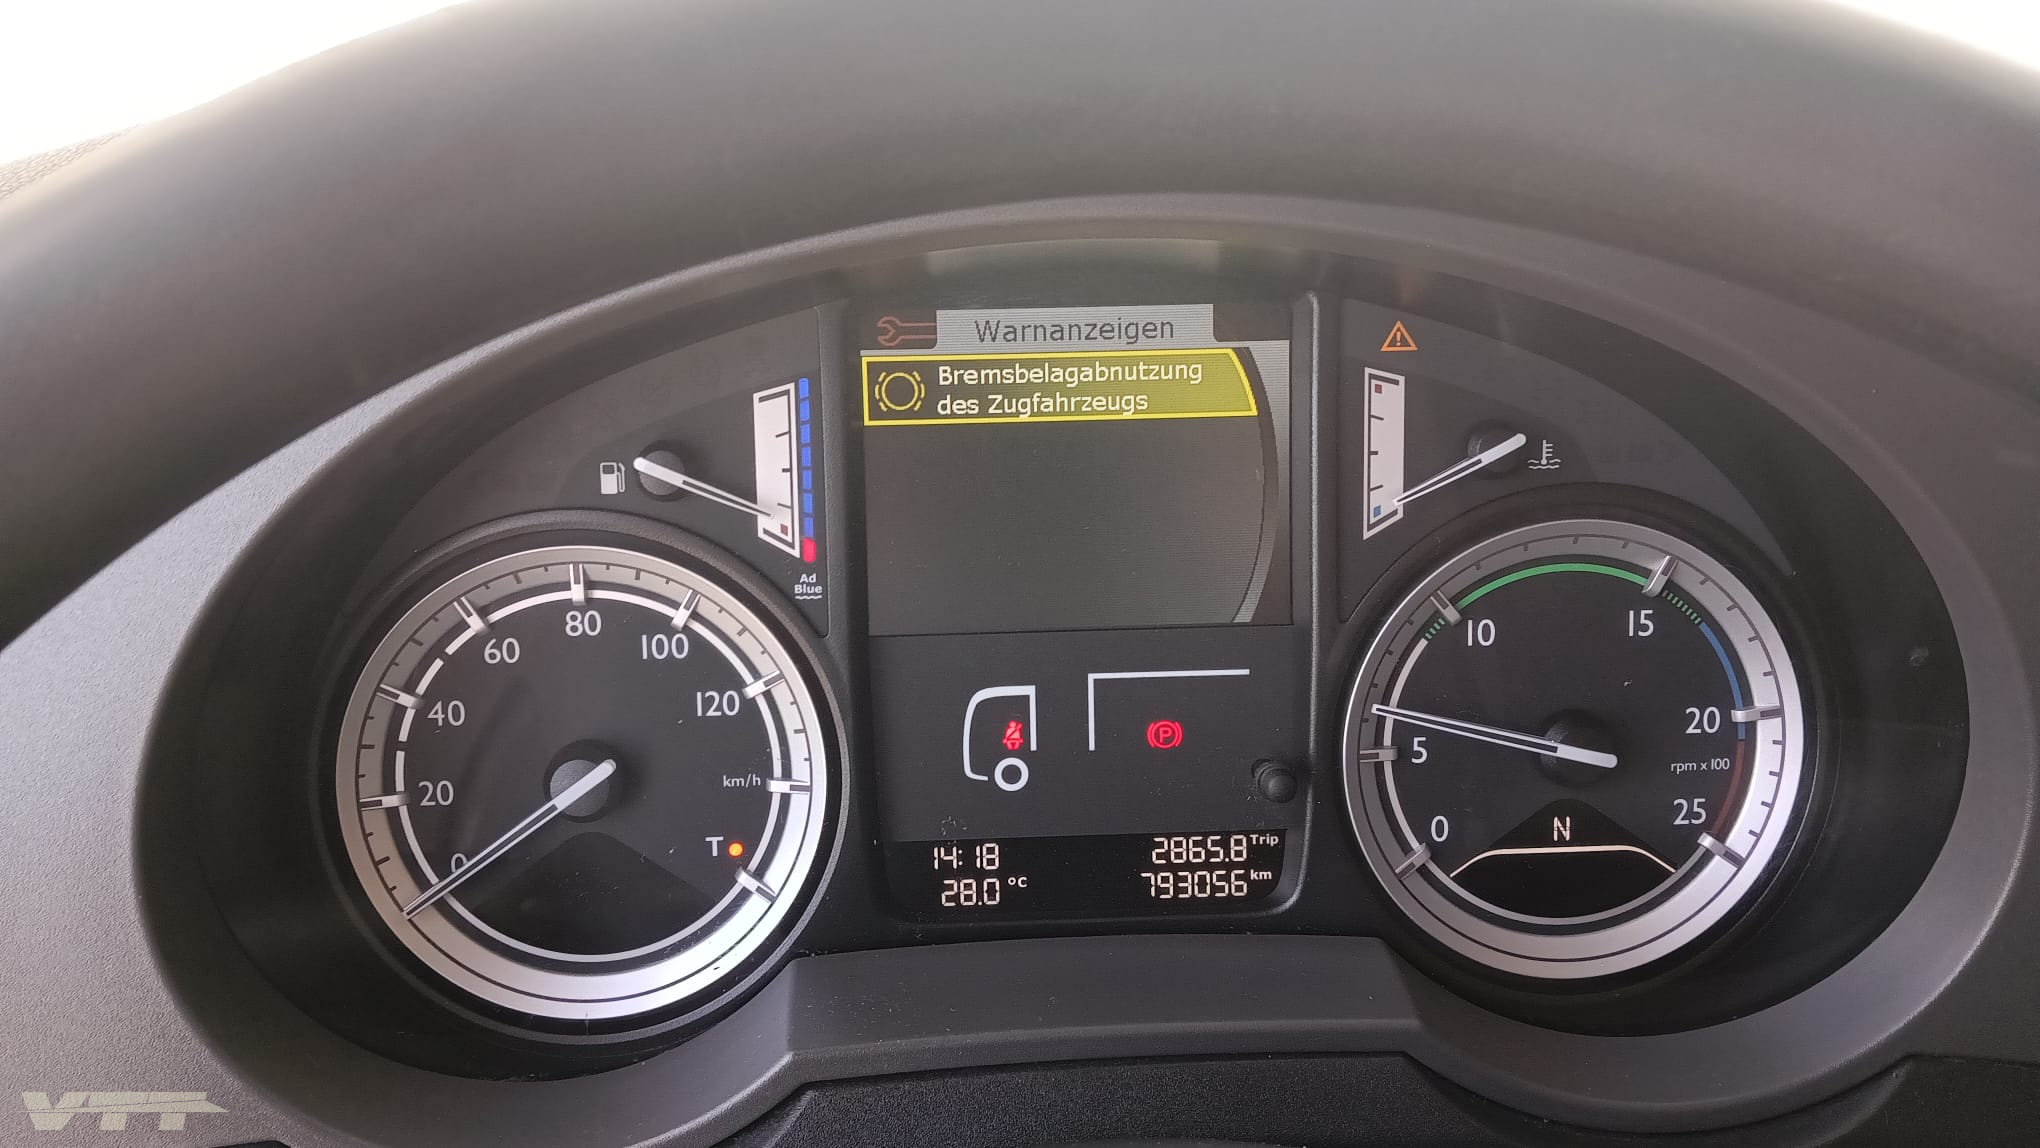 Warnanzeigen
Bremsbelagabnutzung
des Zugfahrzeugs
Ad
Blue
0
20
40
60
80
100
120
km/h
T
P
14:18
2865.8 Trip
28.0 °C
793056 km
0
5
10
15
20
25
rpm x 100
N
VTT